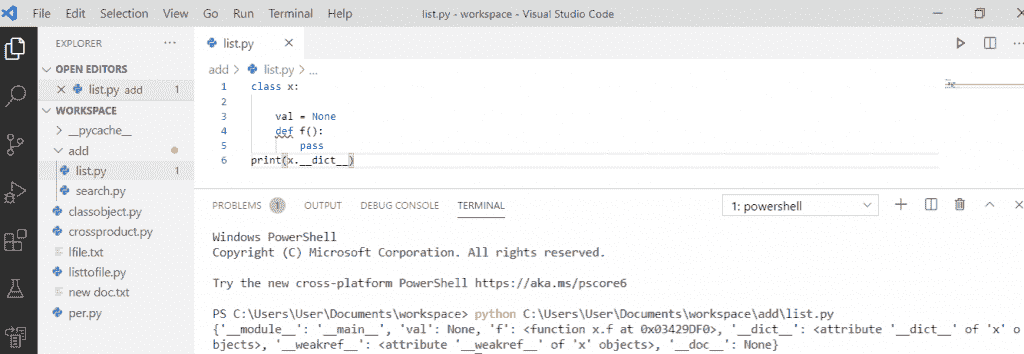 File Edit Selection View Go Run Terminal Help
list.py - workspace - Visual Studio Code
EXPLORER
OPEN EDITORS
list.py add 1
WORKSPACE
__pycache__
add
list.py 1
search.py
classobject.py
crossproduct.py
lfile.txt
listtofile.py
new doc.txt
per.py
list.py
add > list.py > ...
1 class x:
2
3 val = None
4 def f():
5 pass
6 print(x.__dict__)
PROBLEMS 1 OUTPUT DEBUG CONSOLE TERMINAL
1: powershell
Windows PowerShell
Copyright (C) Microsoft Corporation. All rights reserved.
Try the new cross-platform PowerShell https://aka.ms/pscore6
PS C:\Users\User\Documents\workspace> python C:\Users\User\Documents\workspace\add\list.py
{'__module__': '__main__', 'val': None, 'f': <function x.f at 0x03429DF0>, '__dict__': <attribute '__dict__' of 'x' o
bjects>, '__weakref__': <attribute '__weakref__' of 'x' objects>, '__doc__': None}